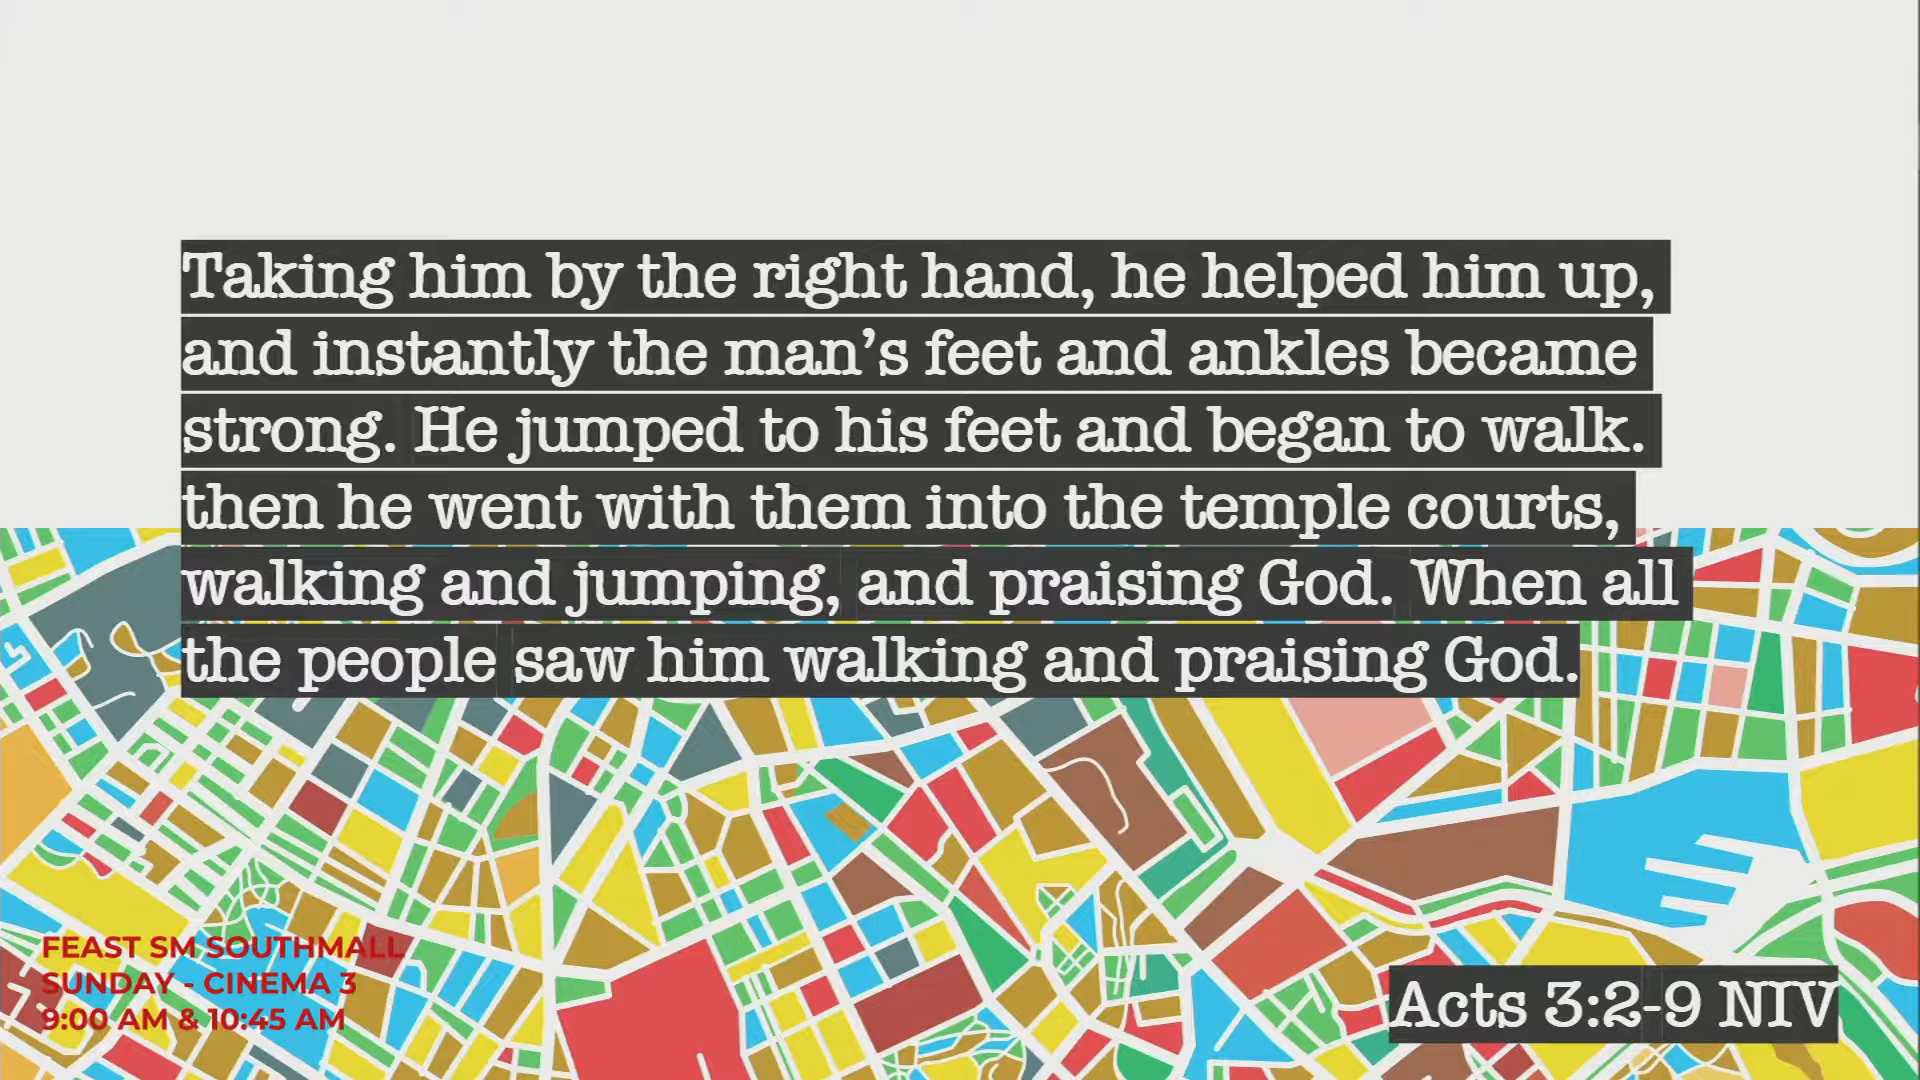 Taking him by the right hand, he helped him up,
and instantly the man’s feet and ankles became
strong. He jumped to his feet and began to walk.
then he went with them into the temple courts,
walking and jumping, and praising God. When all
the people saw him walking and praising God.
FEAST SM SOUTHMALL
SUNDAY - CINEMA 3
9:00 AM & 10:45 AM
Acts 3:2-9 NIV